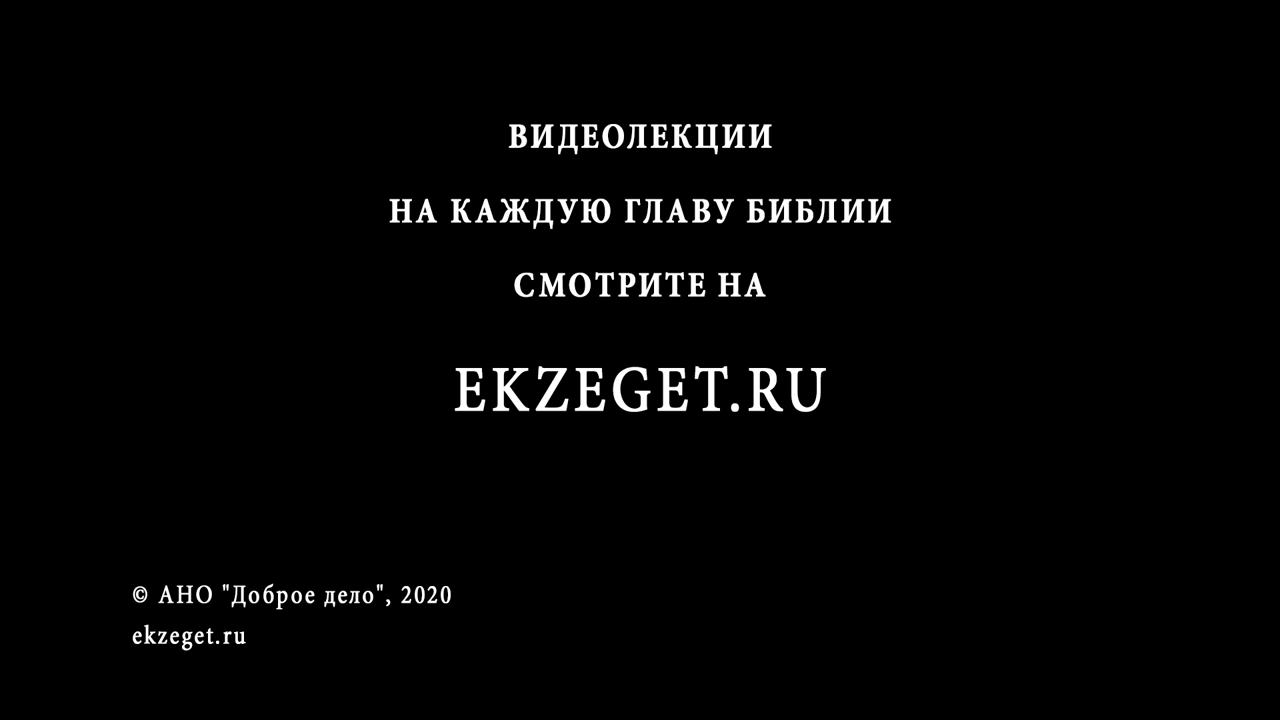 ВИДЕОЛЕКЦИИ
НА КАЖДУЮ ГЛАВУ БИБЛИИ
СМОТРИТЕ НА
EKZEGET.RU
© АНО "Доброе дело", 2020
ekzeget.ru